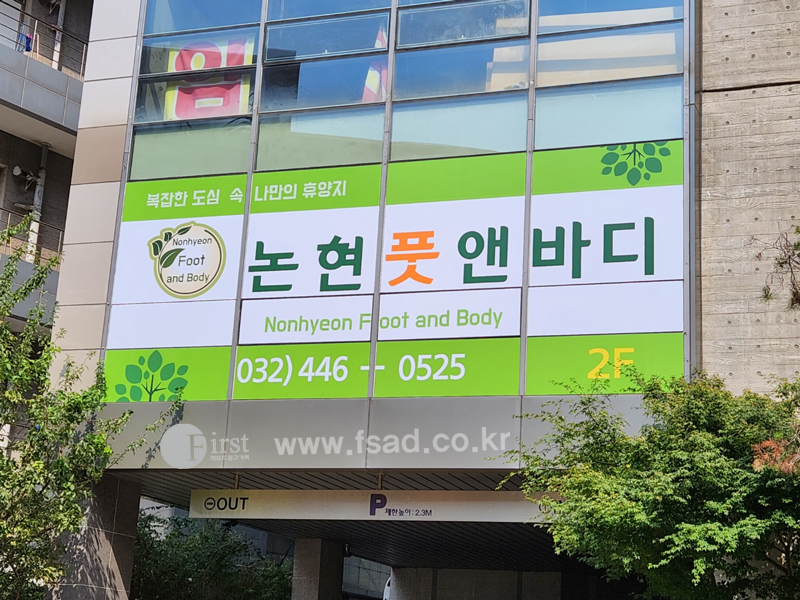 임
복잡한 도심 속 나만의 휴양지
Nonhyeon
Foot
and Body
논현풋앤바디
Nonhyeon Foot and Body
032) 446 - 0525
2F
First
www.fsad.co.kr
OUT
P 제한높이 : 2.3M